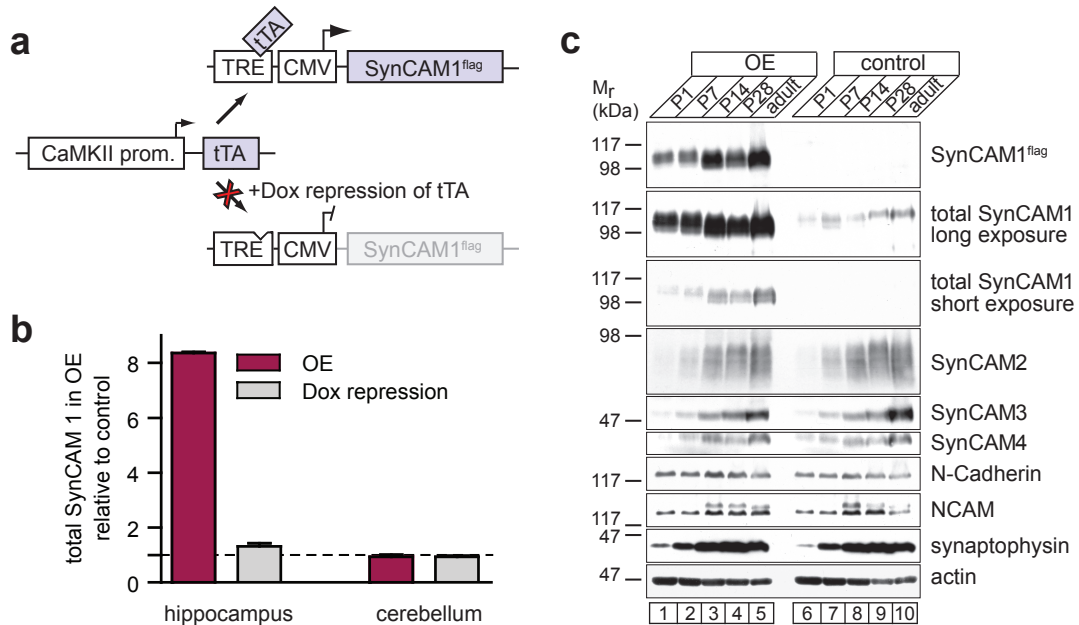 a
tTA
TRE CMV SynCAM1flag
CaMKII prom. tTA
+Dox repression of tTA
TRE CMV SynCAM1flag
b
total SynCAM 1 in OE
relative to control
8
6
4
2
0
OE
Dox repression
hippocampus cerebellum
c
OE control
Mr
(kDa)
P1 P7 P14 P28 adult P1 P7 P14 P28 adult
117
98
SynCAM1flag
117
98
total SynCAM1
long exposure
117
98
total SynCAM1
short exposure
98
SynCAM2
47
SynCAM3
SynCAM4
117
N-Cadherin
117
NCAM
47
synaptophysin
47
actin
1 2 3 4 5 6 7 8 9 10